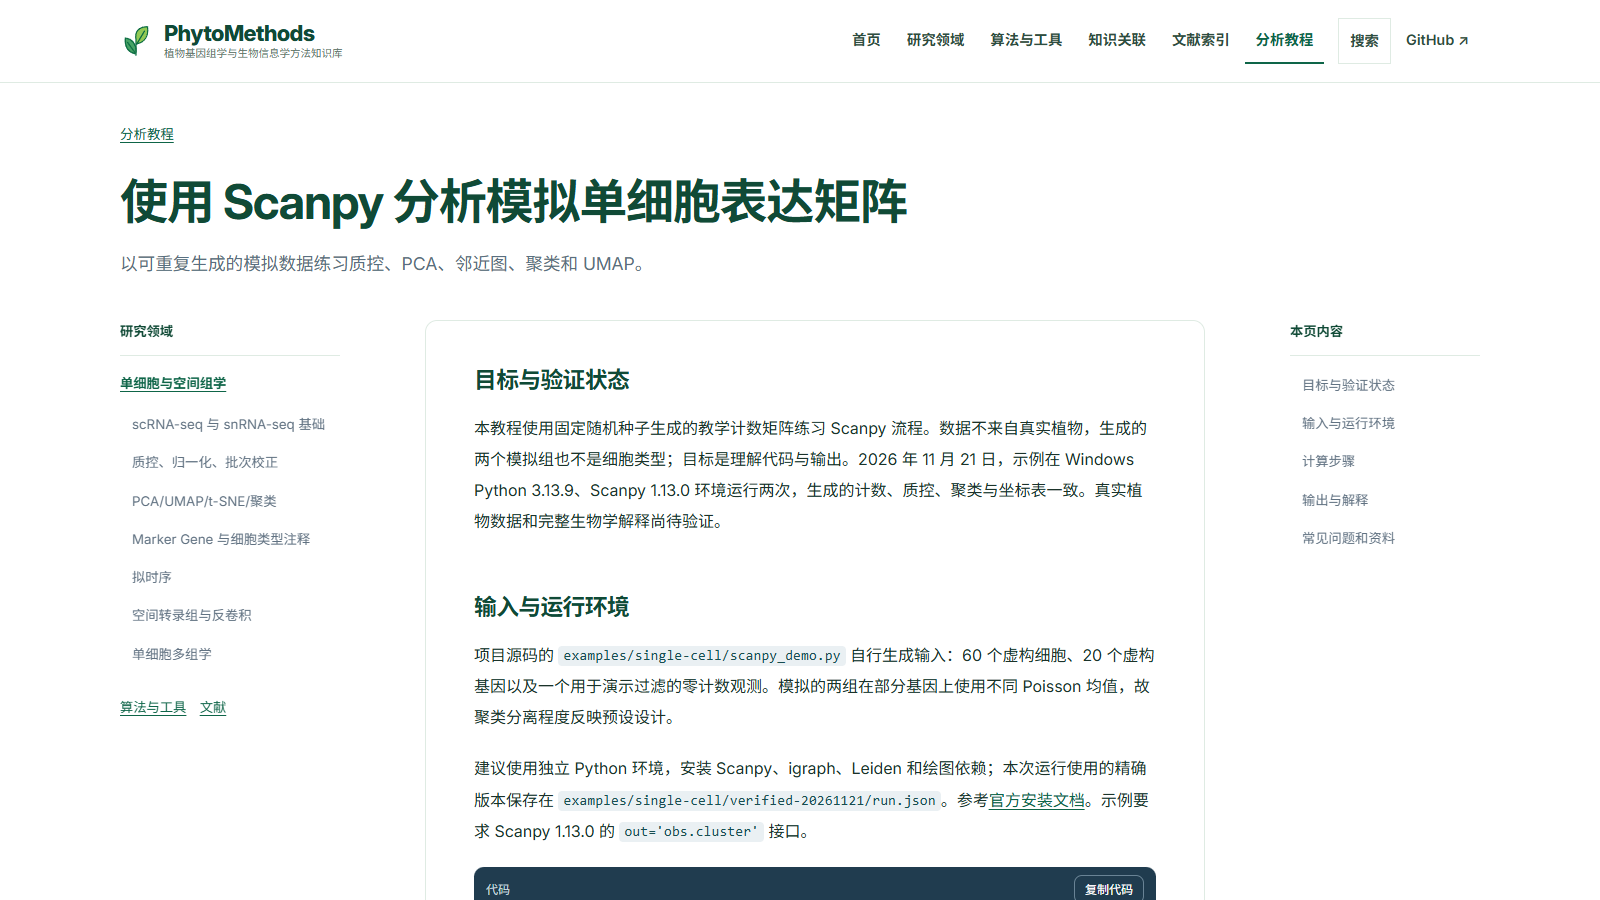 PhytoMethods
植物基因组学与生物信息学方法知识库
首页
研究领域
算法与工具
知识关联
文献索引
分析教程
搜索
GitHub ↗
分析教程
使用 Scanpy 分析模拟单细胞表达矩阵
以可重复生成的模拟数据练习质控、PCA、邻近图、聚类和 UMAP。
研究领域
单细胞与空间组学
scRNA-seq 与 snRNA-seq 基础
质控、归一化、批次校正
PCA/UMAP/t-SNE/聚类
Marker Gene 与细胞类型注释
拟时序
空间转录组与反卷积
单细胞多组学
算法与工具 文献
目标与验证状态
本教程使用固定随机种子生成的教学计数矩阵练习 Scanpy 流程。数据不来自真实植物，生成的
两个模拟组也不是细胞类型；目标是理解代码与输出。2026 年 11 月 21 日，示例在 Windows
Python 3.13.9、Scanpy 1.13.0 环境运行两次，生成的计数、质控、聚类与坐标表一致。真实植
物数据和完整生物学解释尚待验证。
输入与运行环境
项目源码的 examples/single-cell/scanpy_demo.py 自行生成输入：60 个虚构细胞、20 个虚构
基因以及一个用于演示过滤的零计数观测。模拟的两组在部分基因上使用不同 Poisson 均值，故
聚类分离程度反映预设设计。
建议使用独立 Python 环境，安装 Scanpy、igraph、Leiden 和绘图依赖；本次运行使用的精确
版本保存在 examples/single-cell/verified-20261121/run.json 。参考官方安装文档。示例要
求 Scanpy 1.13.0 的 out='obs.cluster' 接口。
代码
复制代码
本页内容
目标与验证状态
输入与运行环境
计算步骤
输出与解释
常见问题和资料